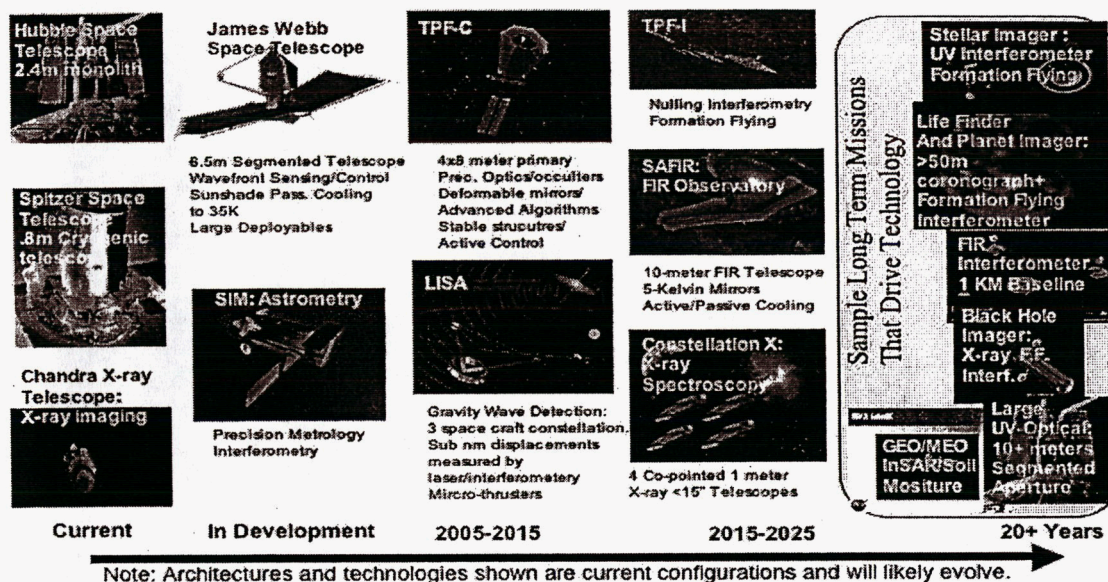 Hubble Space
Telescope
2.4m monolith
Spitzer Space
Telescope
.8m Cryogenic
telescope
Chandra X-ray
Telescope:
X-ray imaging
Current
James Webb
Space Telescope
6.5m Segmented Telescope
Wavefront Sensing/Control
Sunshade Pass. Cooling
to 35K
Large Deployables
SIM: Astrometry
Precision Metrology
Interferometry
In Development
TPF-C
4x8 meter primary
Prec. Optics/occulters
Deformable mirrors/
Advanced Algorithms
Stable strucutres/
Active Control
LISA
Gravity Wave Detection:
3 space craft constellation.
Sub nm displacements
measured by
laser/interferometery
Mircro-thrusters
2005-2015
TPF-I
Nulling Interferometry
Formation Flying
SAFIR:
FIR Observatory
10-meter FIR Telescope
5-Kelvin Mirrors
Active/Passive Cooling
Constellation X:
X-ray
Spectroscopy
4 Co-pointed 1 meter
X-ray <15" Telescopes
2015-2025
Sample Long Term Missions
That Drive Technology
Stellar Imager :
UV Interferometer
Formation Flying
Life Finder
And Planet Imager:
>50m
coronograph+
Formation Flying
Interferometer
FIR
Interferometer
1 KM Baseline
Black Hole
Imager:
X-ray
Interf.
GEO/MEO
InSAR/Soil
Mositure
Large
UV-Optical:
10+ meters
Segmented
Aperture
20+ Years
Note: Architectures and technologies shown are current configurations and will likely evolve.